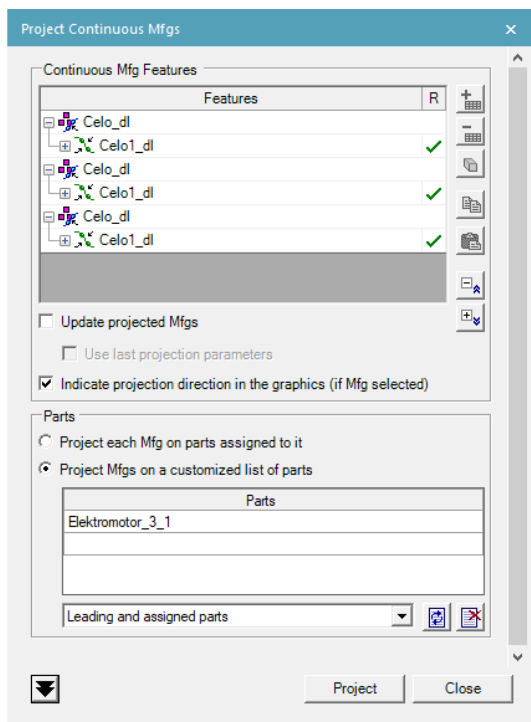 Project Continuous Mfgs
Continuous Mfg Features
Features R
Celo_dl
Celo1_dl
Celo_dl
Celo1_dl
Celo_dl
Celo1_dl
Update projected Mfgs
Use last projection parameters
Indicate projection direction in the graphics (if Mfg selected)
Parts
Project each Mfg on parts assigned to it
Project Mfgs on a customized list of parts
Parts
Elektromotor_3_1
Leading and assigned parts
Project Close